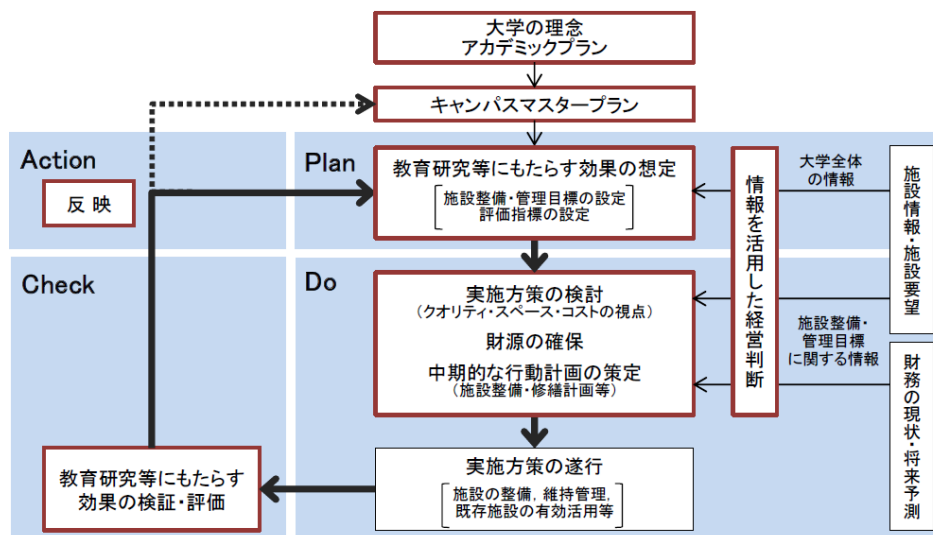 大学の理念
アカデミックプラン
キャンパスマスタープラン
Action
反 映
Plan
教育研究等にもたらす効果の想定
施設整備・管理目標の設定
評価指標の設定
大学全体
の情報
情報を活用した経営判断
施設情報・施設要望
Check
Do
実施方策の検討
(クオリティ・スペース・コストの視点)
財源の確保
中期的な行動計画の策定
(施設整備・修繕計画等)
施設整備・
管理目標
に関する情報
財務の現状・将来予測
教育研究等にもたらす
効果の検証・評価
実施方策の遂行
施設の整備, 維持管理,
既存施設の有効活用等